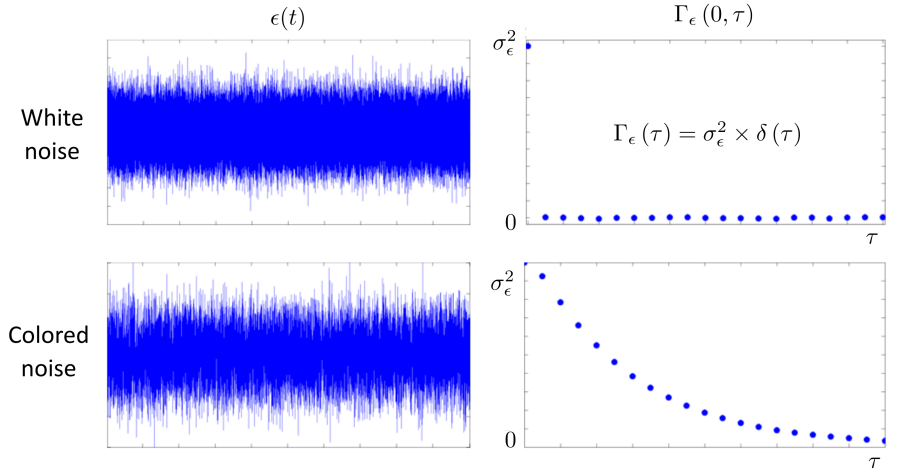 ϵ(t)
Γ_ϵ (0, τ)
White
noise
σ_ϵ^2
Γ_ϵ (τ) = σ_ϵ^2 × δ (τ)
0
τ
Colored
noise
σ_ϵ^2
0
τ